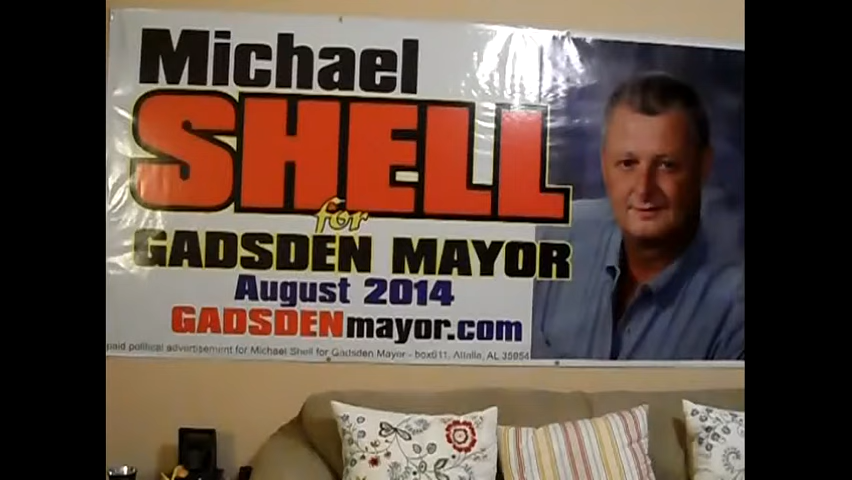 Michael
SHELL
for
GADSDEN MAYOR
August 2014
GADSDENmayor.com
paid political advertisement for Michael Shell for Gadsden Mayor - box611, Attalla, AL 35954